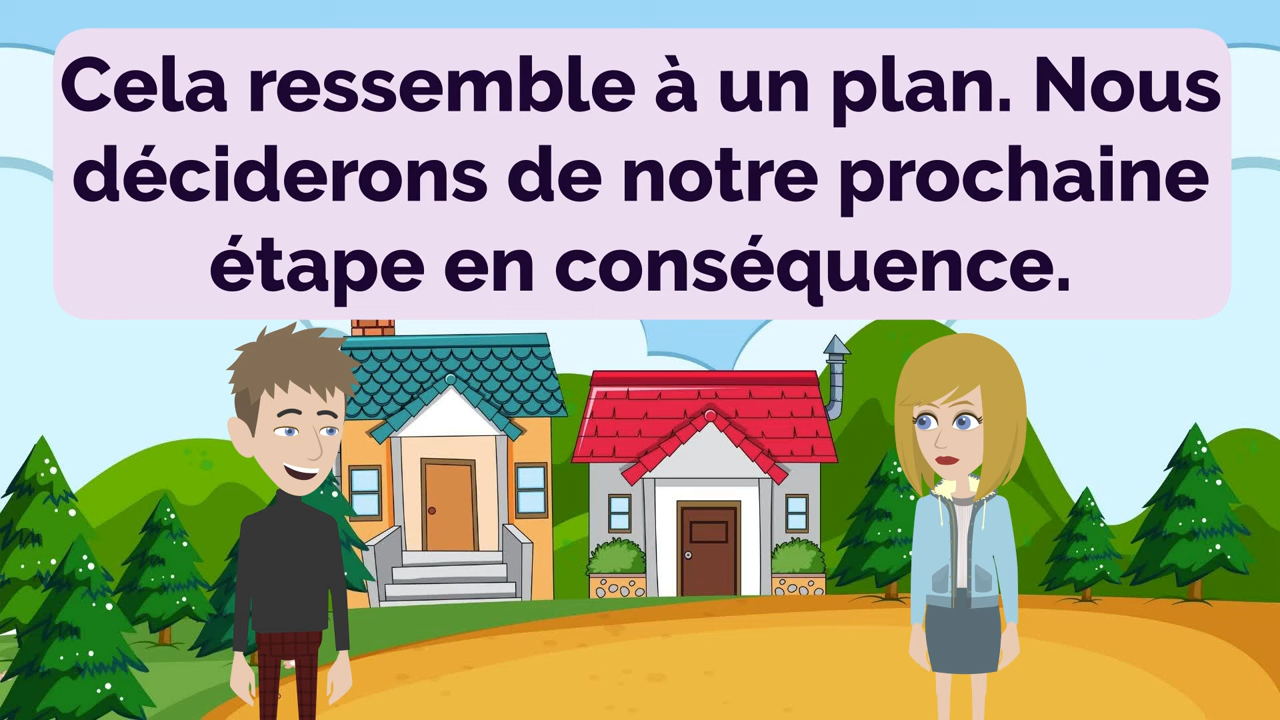 Cela ressemble à un plan. Nous
déciderons de notre prochaine
étape en conséquence.